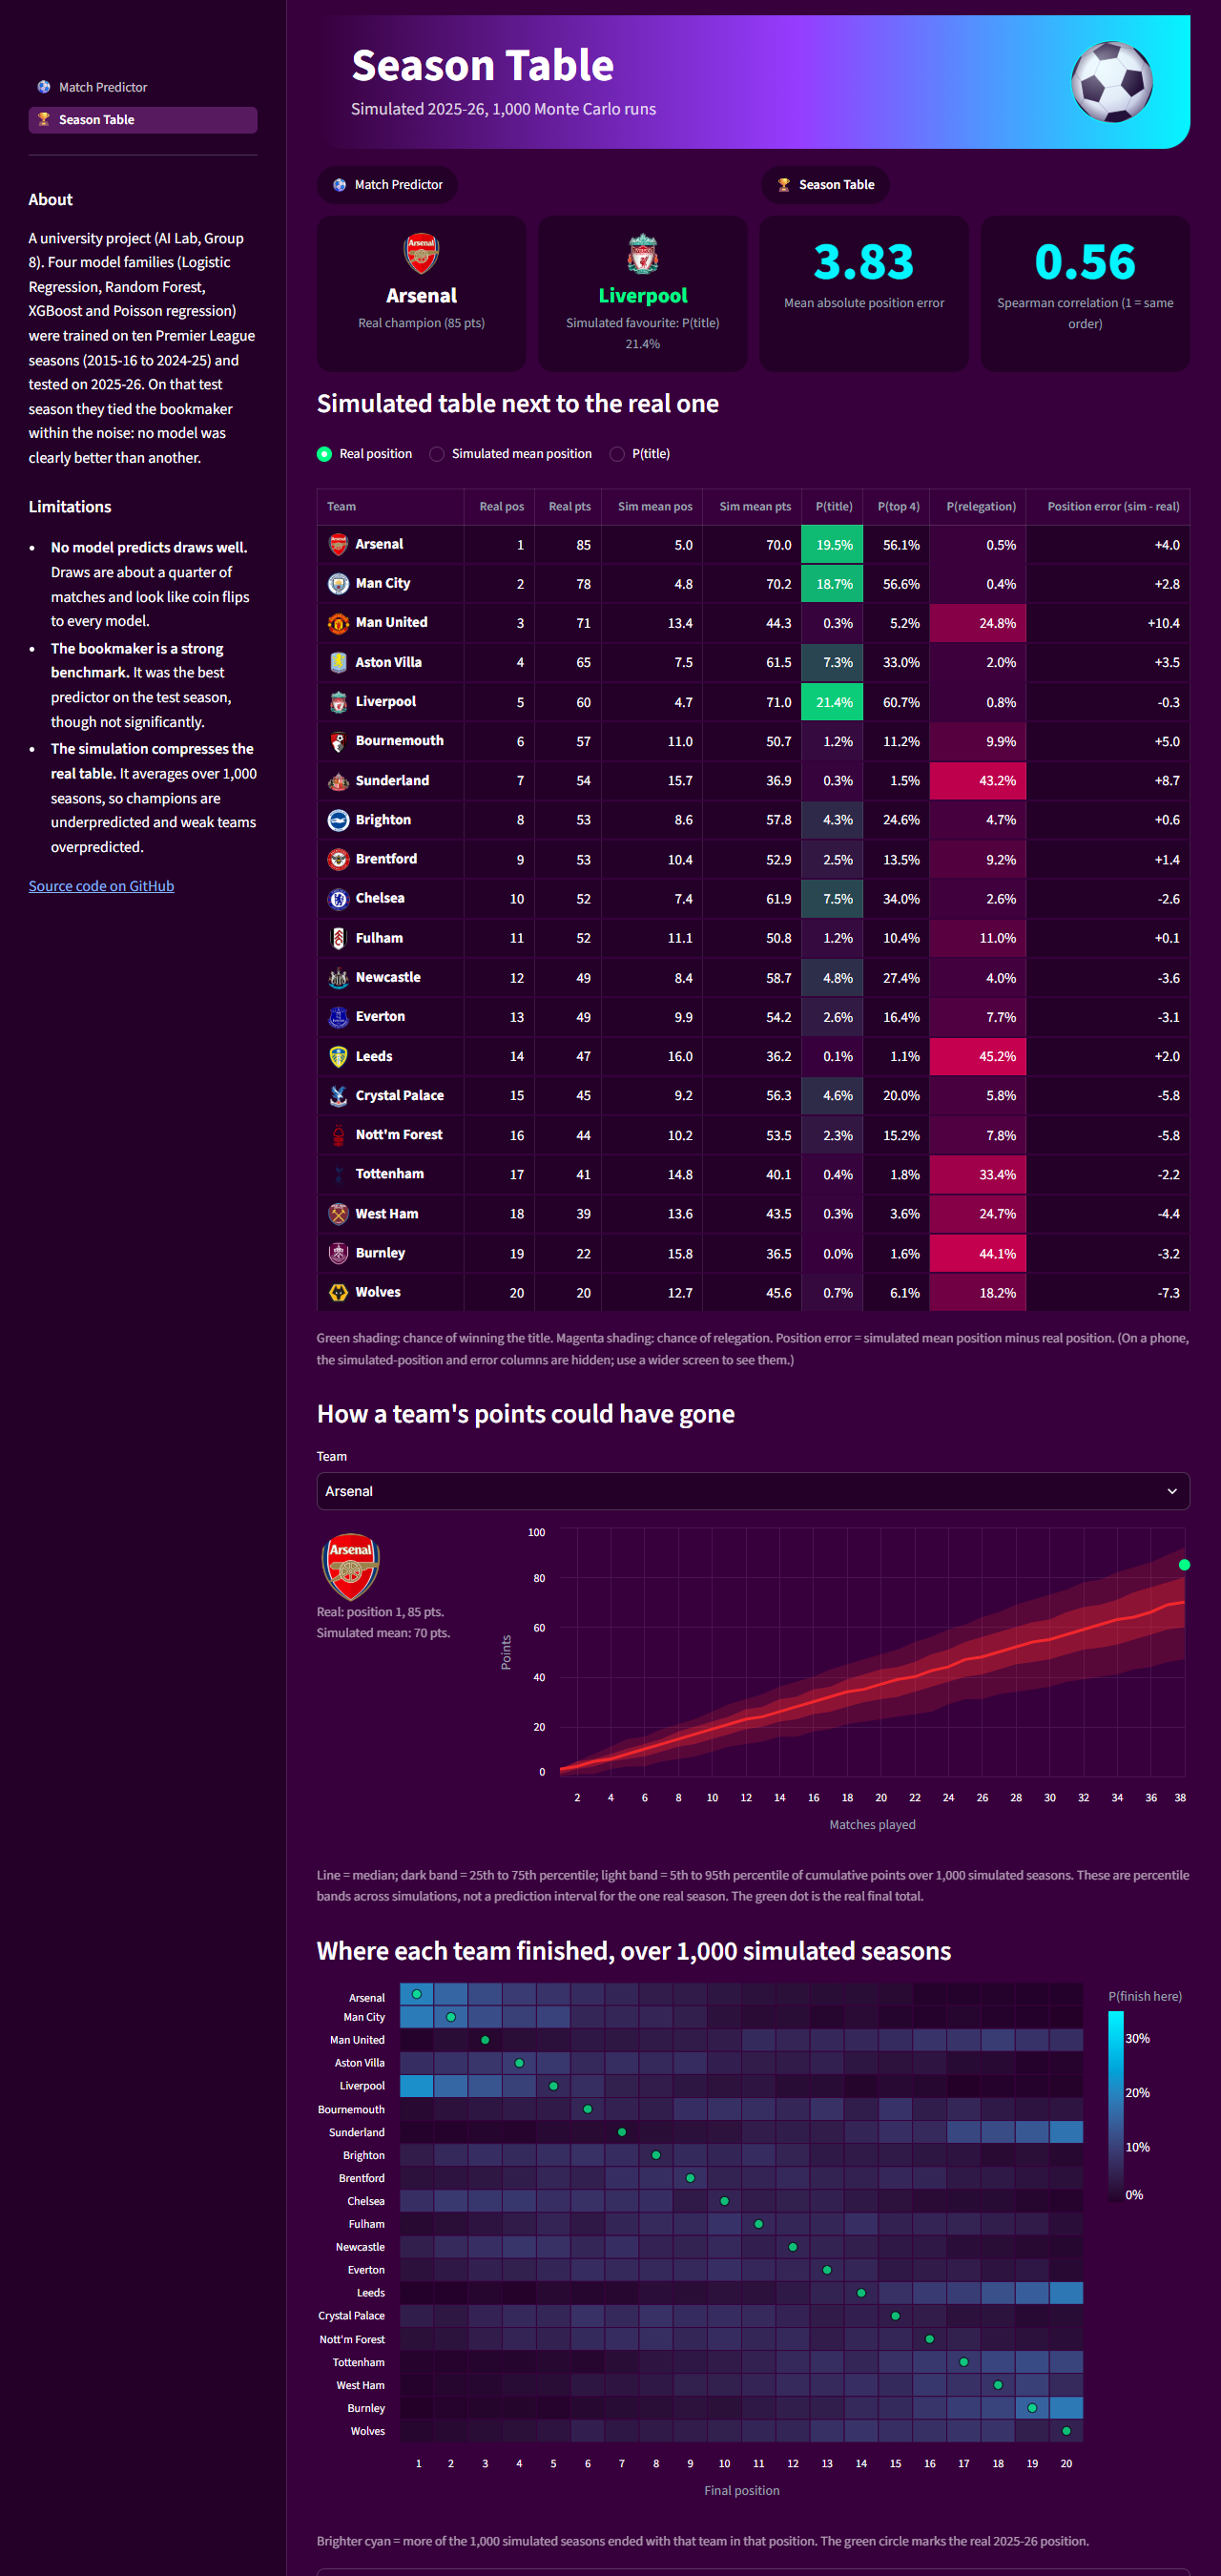 Match Predictor
Season Table
About
A university project (AI Lab, Group
8). Four model families (Logistic
Regression, Random Forest,
XGBoost and Poisson regression)
were trained on ten Premier League
seasons (2015-16 to 2024-25) and
tested on 2025-26. On that test
season they tied the bookmaker
within the noise: no model was
clearly better than another.
Limitations
• No model predicts draws well.
Draws are about a quarter of
matches and look like coin flips
to every model.
• The bookmaker is a strong
benchmark. It was the best
predictor on the test season,
though not significantly.
• The simulation compresses the
real table. It averages over 1,000
seasons, so champions are
underpredicted and weak teams
overpredicted.
Source code on GitHub
Season Table
Simulated 2025-26, 1,000 Monte Carlo runs
Match Predictor
Season Table
Arsenal
Arsenal
Real champion (85 pts)
Liverpool
Simulated favourite: P(title)
21.4%
3.83
Mean absolute position error
0.56
Spearman correlation (1 = same
order)
Simulated table next to the real one
Real position Simulated mean position P(title)
Team Real pos Real pts Sim mean pos Sim mean pts P(title) P(top 4) P(relegation) Position error (sim - real)
Arsenal 1 85 5.0 70.0 19.5% 56.1% 0.5% +4.0
Man City 2 78 4.8 70.2 18.7% 56.6% 0.4% +2.8
Man United 3 71 13.4 44.3 0.3% 5.2% 24.8% +10.4
Aston Villa 4 65 7.5 61.5 7.3% 33.0% 2.0% +3.5
Liverpool 5 60 4.7 71.0 21.4% 60.7% 0.8% -0.3
Bournemouth 6 57 11.0 50.7 1.2% 11.2% 9.9% +5.0
Sunderland 7 54 15.7 36.9 0.3% 1.5% 43.2% +8.7
Brighton 8 53 8.6 57.8 4.3% 24.6% 4.7% +0.6
Brentford 9 53 10.4 52.9 2.5% 13.5% 9.2% +1.4
Chelsea 10 52 7.4 61.9 7.5% 34.0% 2.6% -2.6
Fulham 11 52 11.1 50.8 1.2% 10.4% 11.0% +0.1
Newcastle 12 49 8.4 58.7 4.8% 27.4% 4.0% -3.6
Everton 13 49 9.9 54.2 2.6% 16.4% 7.7% -3.1
Leeds 14 47 16.0 36.2 0.1% 1.1% 45.2% +2.0
Crystal Palace 15 45 9.2 56.3 4.6% 20.0% 5.8% -5.8
Nott'm Forest 16 44 10.2 53.5 2.3% 15.2% 7.8% -5.8
Tottenham 17 41 14.8 40.1 0.4% 1.8% 33.4% -2.2
West Ham 18 39 13.6 43.5 0.3% 3.6% 24.7% -4.4
Burnley 19 22 15.8 36.5 0.0% 1.6% 44.1% -3.2
Wolves 20 20 12.7 45.6 0.7% 6.1% 18.2% -7.3
Green shading: chance of winning the title. Magenta shading: chance of relegation. Position error = simulated mean position minus real position. (On a phone,
the simulated-position and error columns are hidden; use a wider screen to see them.)
How a team's points could have gone
Team
Arsenal
Arsenal
Real: position 1, 85 pts.
Simulated mean: 70 pts.
Points
100
80
60
40
20
0
2 4 6 8 10 12 14 16 18 20 22 24 26 28 30 32 34 36 38
Matches played
Line = median; dark band = 25th to 75th percentile; light band = 5th to 95th percentile of cumulative points over 1,000 simulated seasons. These are percentile
bands across simulations, not a prediction interval for the one real season. The green dot is the real final total.
Where each team finished, over 1,000 simulated seasons
Arsenal
Man City
Man United
Aston Villa
Liverpool
Bournemouth
Sunderland
Brighton
Brentford
Chelsea
Fulham
Newcastle
Everton
Leeds
Crystal Palace
Nott'm Forest
Tottenham
West Ham
Burnley
Wolves
1 2 3 4 5 6 7 8 9 10 11 12 13 14 15 16 17 18 19 20
Final position
P(finish here)
30%
20%
10%
0%
Brighter cyan = more of the 1,000 simulated seasons ended with that team in that position. The green circle marks the real 2025-26 position.